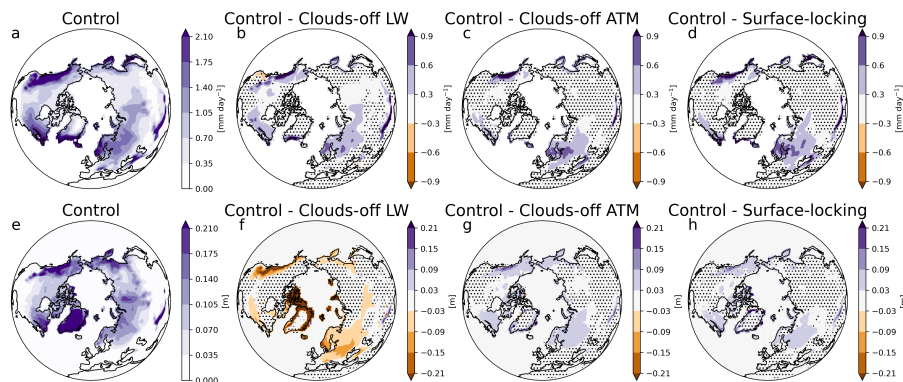 Control
Control - Clouds-off LW
Control - Clouds-off ATM
Control - Surface-locking
a
b
c
d
2.10
1.75
1.40
1.05
0.70
0.35
0.00
[mm day⁻¹]
0.9
0.6
0.3
−0.3
−0.6
−0.9
[mm day⁻¹]
0.9
0.6
0.3
−0.3
−0.6
−0.9
[mm day⁻¹]
0.9
0.6
0.3
−0.3
−0.6
−0.9
[mm day⁻¹]
Control
Control - Clouds-off LW
Control - Clouds-off ATM
Control - Surface-locking
e
f
g
h
0.210
0.175
0.140
0.105
0.070
0.035
0.000
[m]
0.21
0.15
0.09
0.03
−0.03
−0.09
−0.15
−0.21
[m]
0.21
0.15
0.09
0.03
−0.03
−0.09
−0.15
−0.21
[m]
0.21
0.15
0.09
0.03
−0.03
−0.09
−0.15
−0.21
[m]